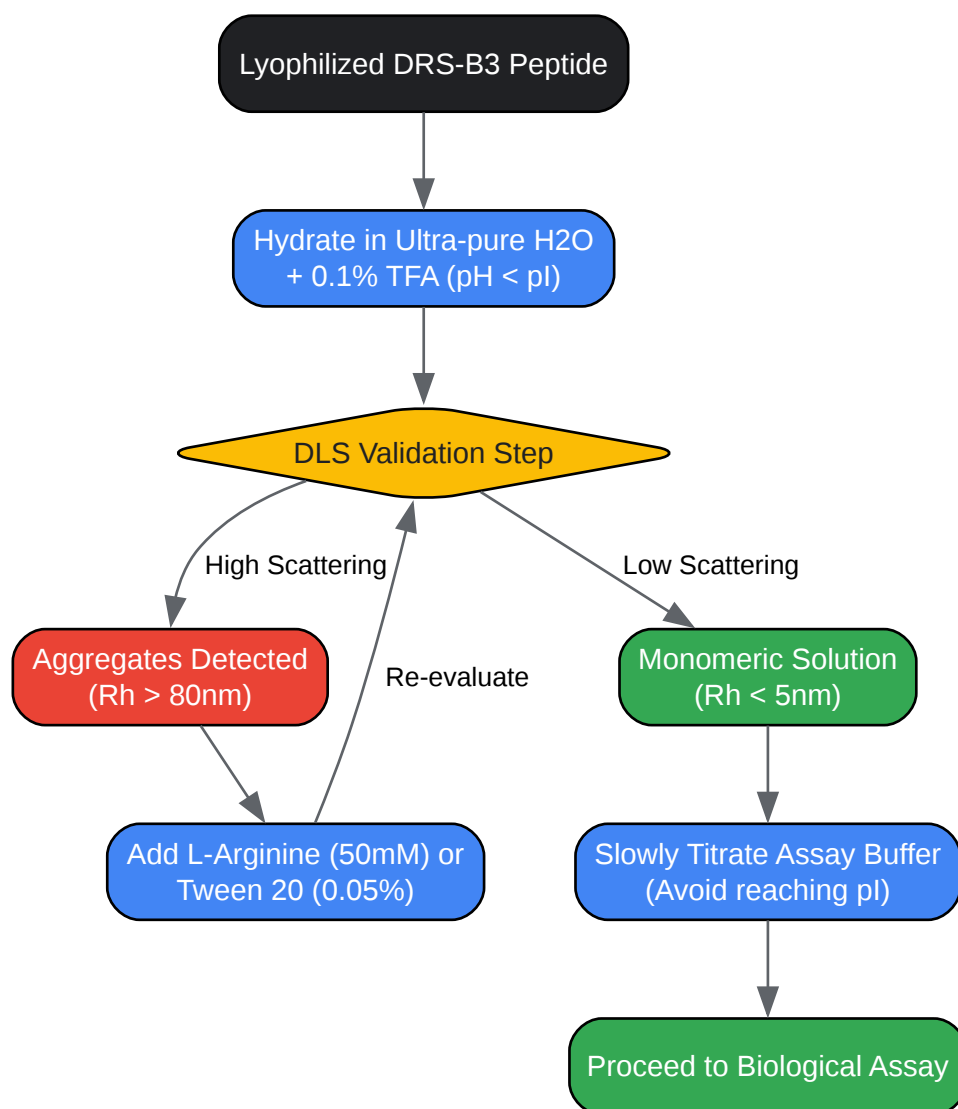 Lyophilized DRS-B3 Peptide
Hydrate in Ultra-pure H2O
+ 0.1% TFA (pH < pI)
DLS Validation Step
High Scattering
Low Scattering
Aggregates Detected
(Rh > 80nm)
Re-evaluate
Monomeric Solution
(Rh < 5nm)
Add L-Arginine (50mM) or
Tween 20 (0.05%)
Slowly Titrate Assay Buffer
(Avoid reaching pI)
Proceed to Biological Assay